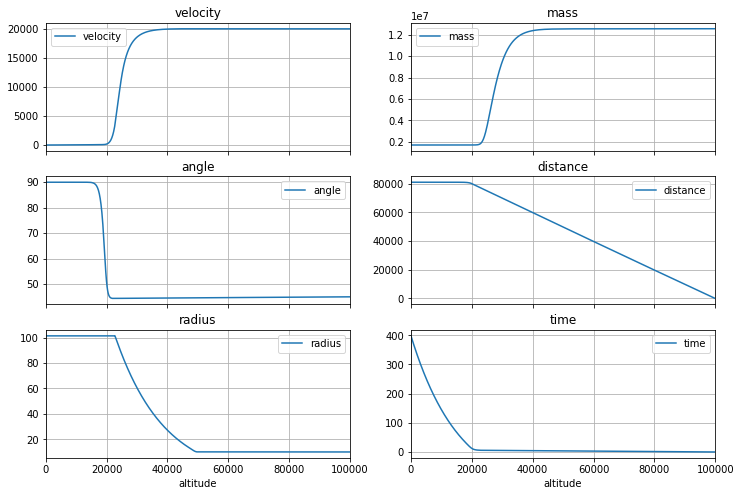 velocity
20000
15000
10000
5000
0
velocity
mass
1e7
1.2
1.0
0.8
0.6
0.4
0.2
mass
angle
90
80
70
60
50
angle
distance
80000
60000
40000
20000
0
distance
radius
100
80
60
40
20
radius
0 20000 40000 60000 80000 100000
altitude
time
400
300
200
100
0
time
0 20000 40000 60000 80000 100000
altitude